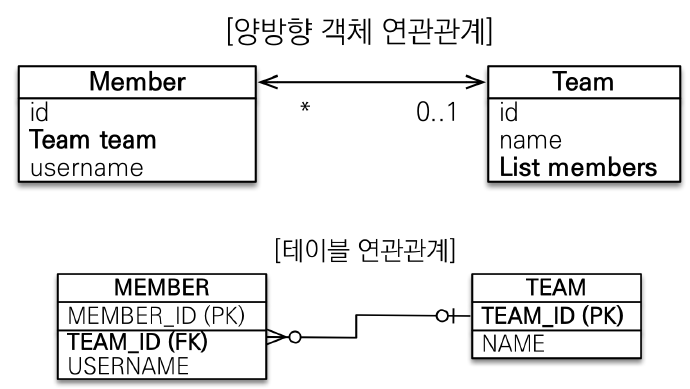 [양방향 객체 연관관계]
Member
id
Team team
username
*
0..1
Team
id
name
List members
[테이블 연관관계]
MEMBER
MEMBER_ID (PK)
TEAM_ID (FK)
USERNAME
TEAM
TEAM_ID (PK)
NAME